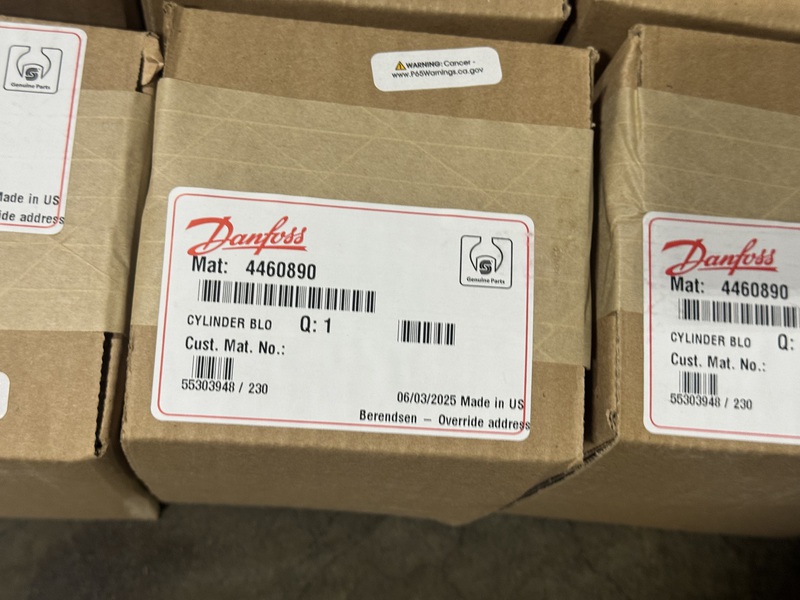 Genuine Parts
Made in US
ide address
WARNING: Cancer -
www.P65Warnings.ca.gov
Danfoss
Mat: 4460890
Genuine Parts
CYLINDER BLO Q: 1
Cust. Mat. No.:
55303948 / 230
06/03/2025 Made in US
Berendsen – Override address
Danfoss
Mat: 4460890
CYLINDER BLO Q:
Cust. Mat. No.:
55303948 / 230